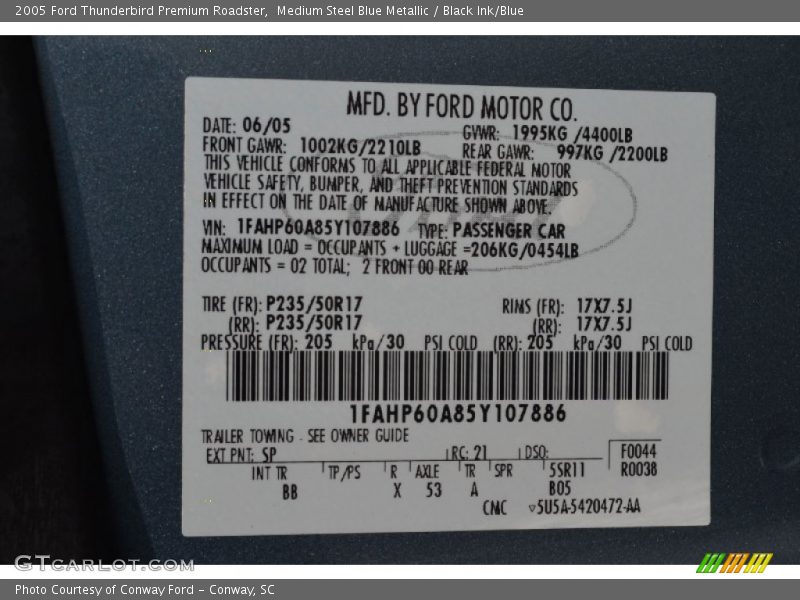 2005 Ford Thunderbird Premium Roadster,  Medium Steel Blue Metallic / Black Ink/Blue
MFD. BY FORD MOTOR CO.
DATE: 06/05 GVWR: 1995KG /4400LB
FRONT GAWR: 1002KG/2210LB REAR GAWR: 997KG /2200LB
THIS VEHICLE CONFORMS TO ALL APPLICABLE FEDERAL MOTOR
VEHICLE SAFETY, BUMPER, AND THEFT PREVENTION STANDARDS
IN EFFECT ON THE DATE OF MANUFACTURE SHOWN ABOVE.
VIN: 1FAHP60A85Y107886 TYPE: PASSENGER CAR
MAXIMUM LOAD = OCCUPANTS + LUGGAGE =206KG/0454LB
OCCUPANTS = 02 TOTAL; 2 FRONT 00 REAR
TIRE (FR): P235/50R17 RIMS (FR): 17X7.5J
(RR): P235/50R17 (RR): 17X7.5J
PRESSURE (FR): 205 kPa/30 PSI COLD (RR): 205 kPa/30 PSI COLD
1FAHP60A85Y107886
TRAILER TOWING - SEE OWNER GUIDE
EXT PNT: SP RC: 21 DSO: F0044
INT TR TP/PS R AXLE TR SPR 5SR11 R0038
BB X 53 A B05
CMC 5U5A-5420472-AA
GTCARLOT.COM
Photo Courtesy of Conway Ford – Conway, SC